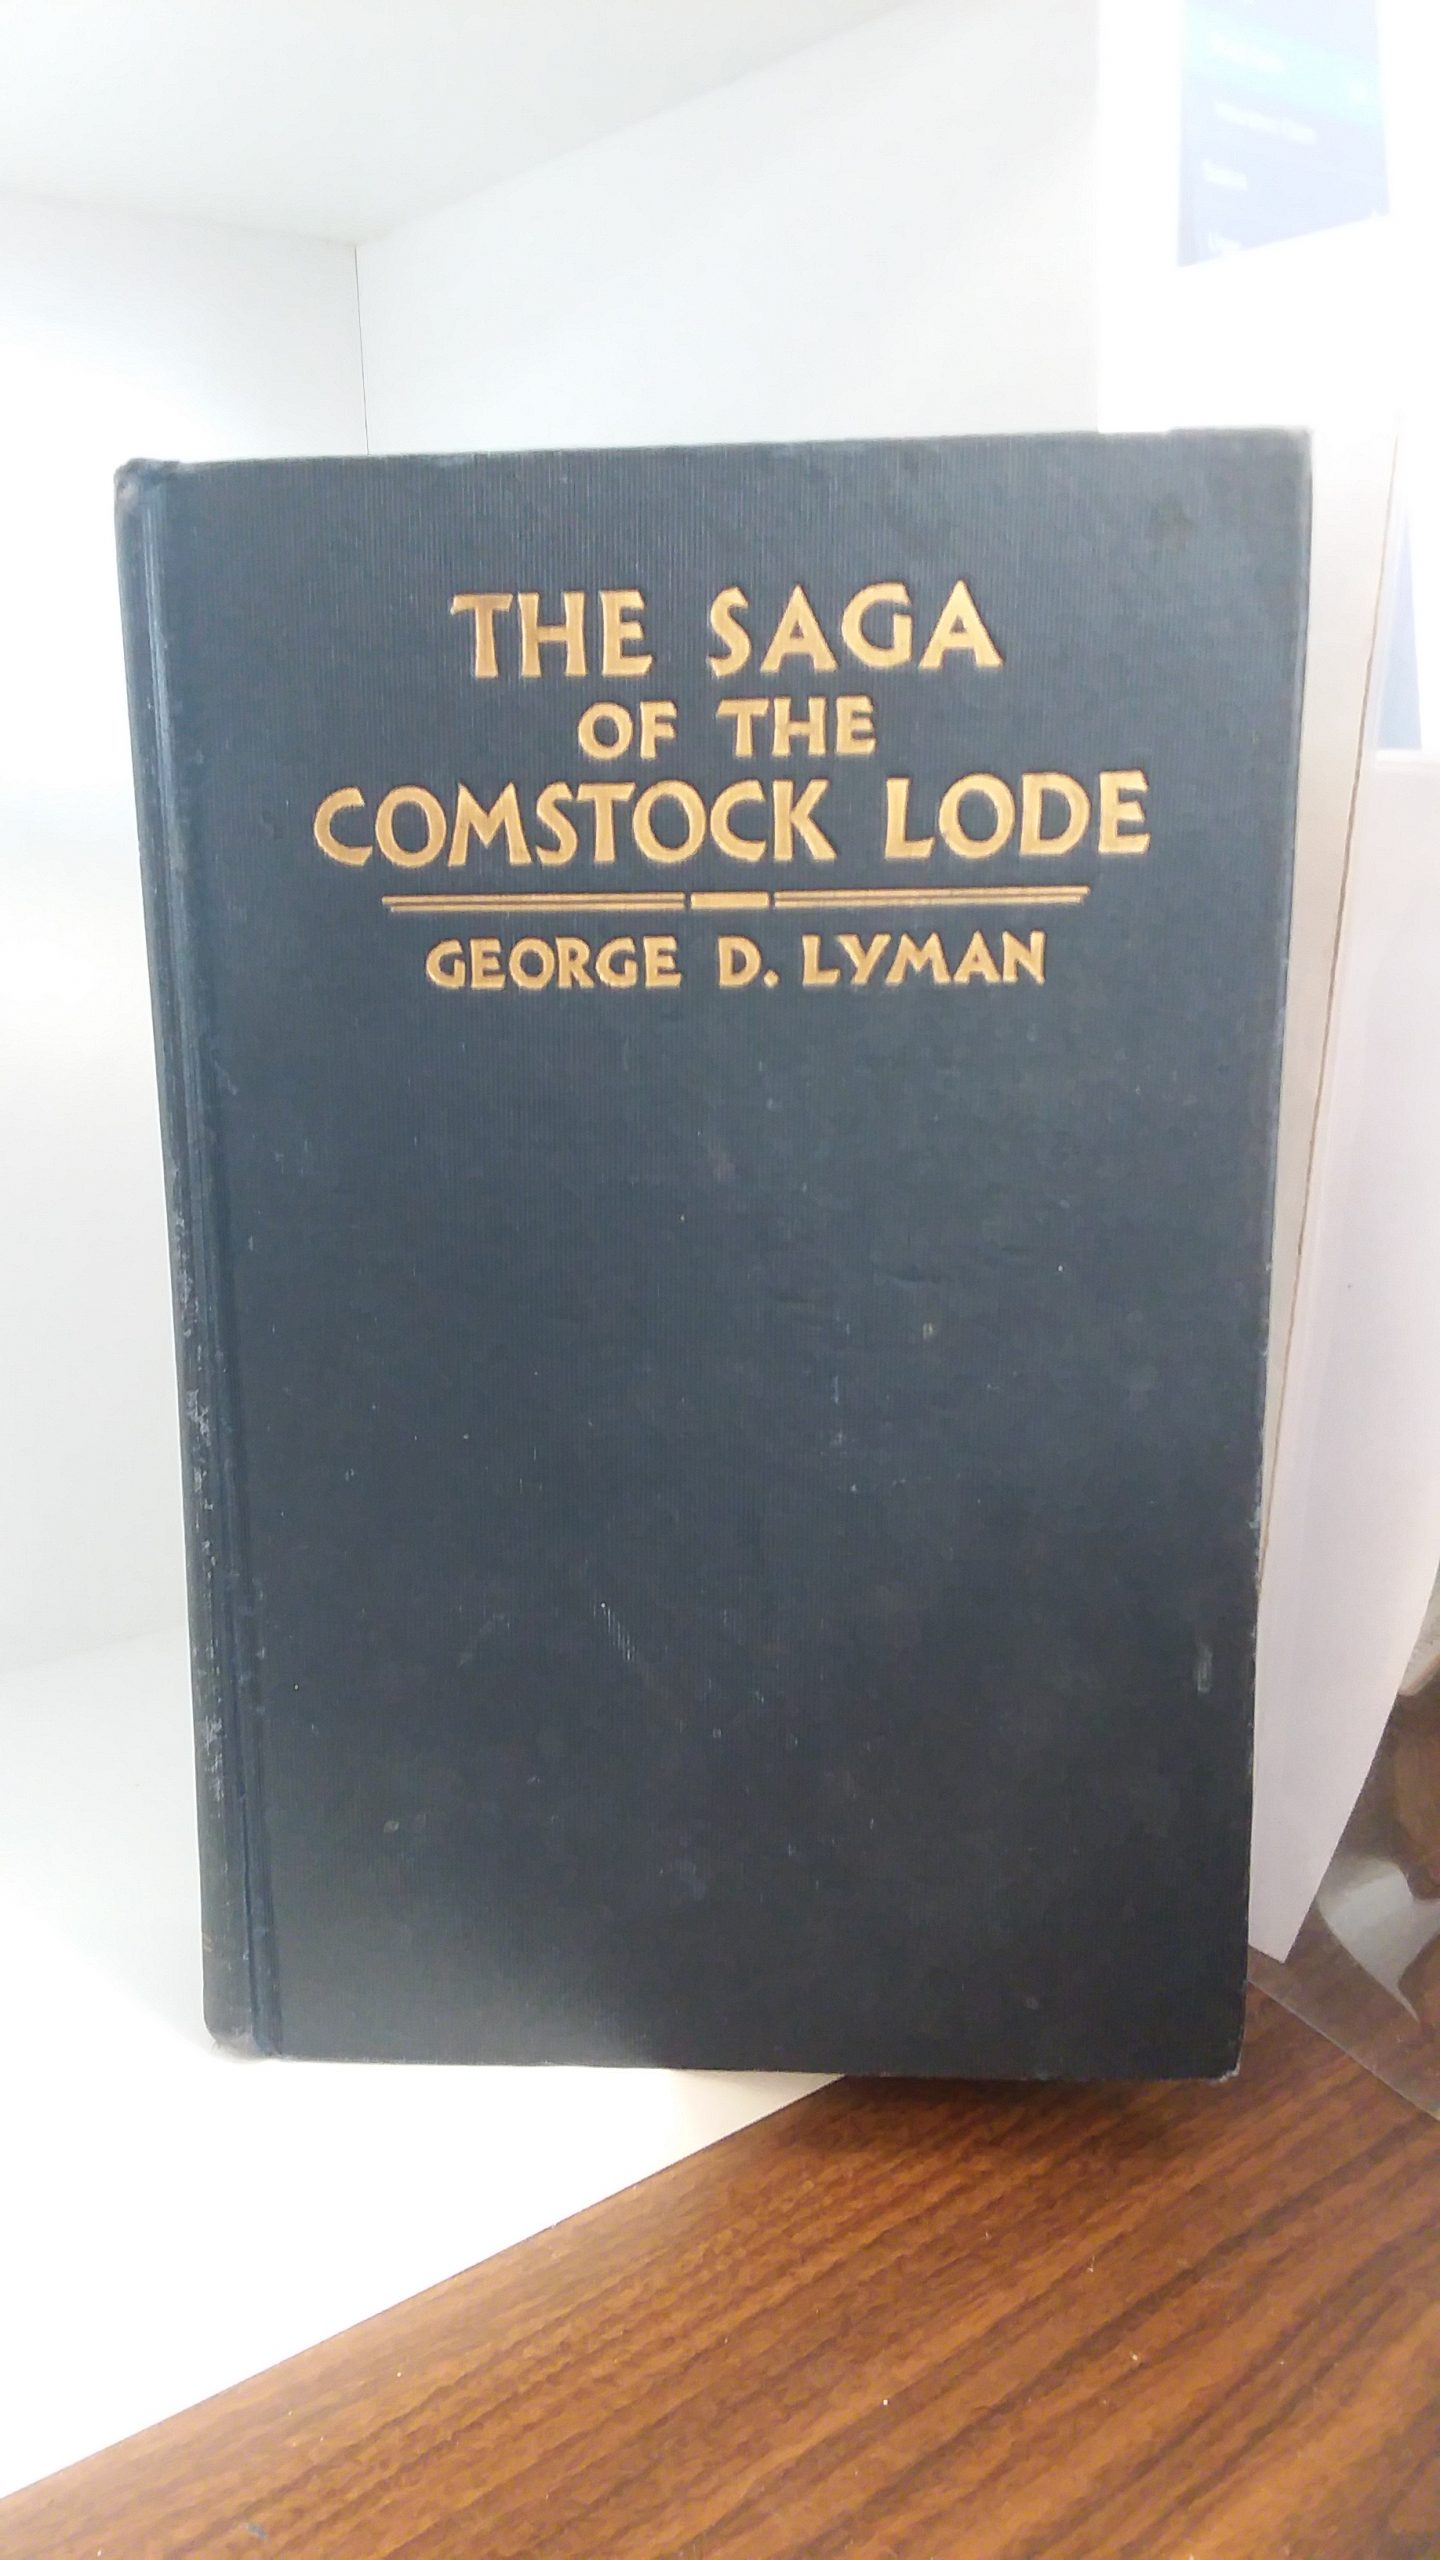 THE SAGA
OF THE
COMSTOCK LODE
GEORGE D. LYMAN